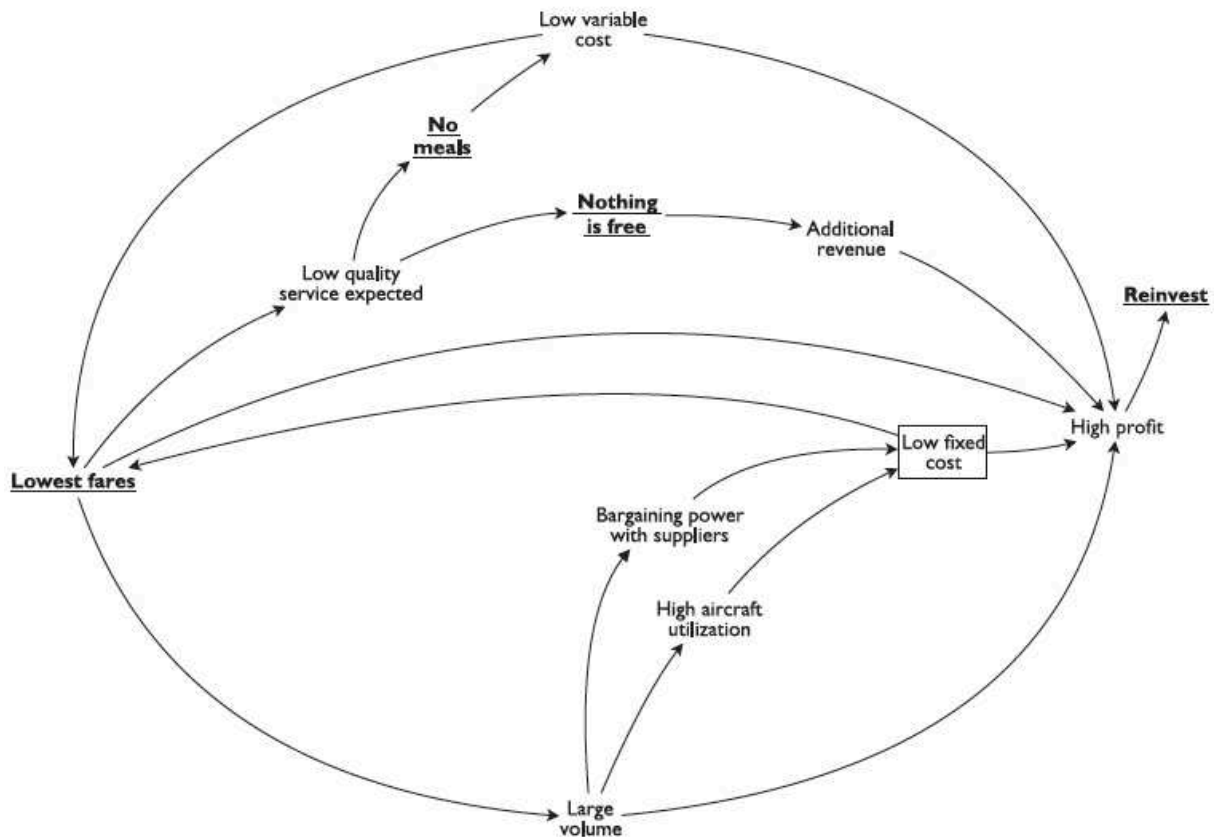 Low variable
cost
No
meals
Nothing
is free
Additional
revenue
Low quality
service expected
Reinvest
High profit
Low fixed
cost
Lowest fares
Bargaining power
with suppliers
High aircraft
utilization
Large
volume